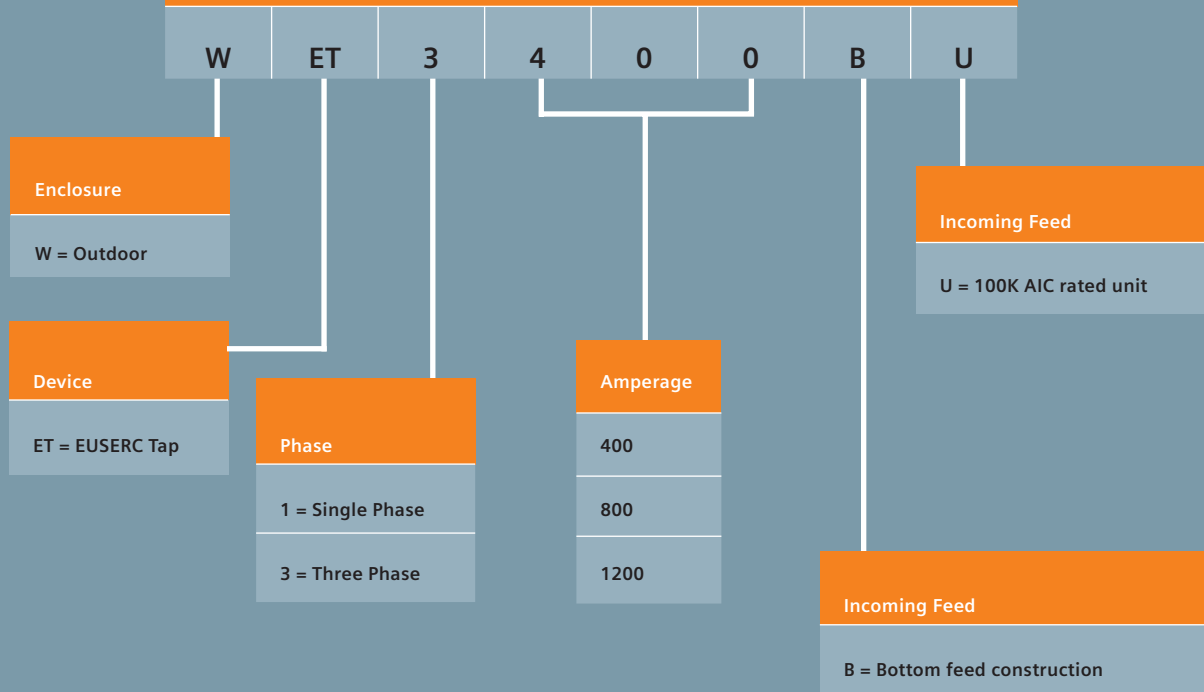 W ET 3 4 0 0 B U
Enclosure
W = Outdoor
Device
ET = EUSERC Tap
Phase
1 = Single Phase
3 = Three Phase
Amperage
400
800
1200
Incoming Feed
U = 100K AIC rated unit
Incoming Feed
B = Bottom feed construction